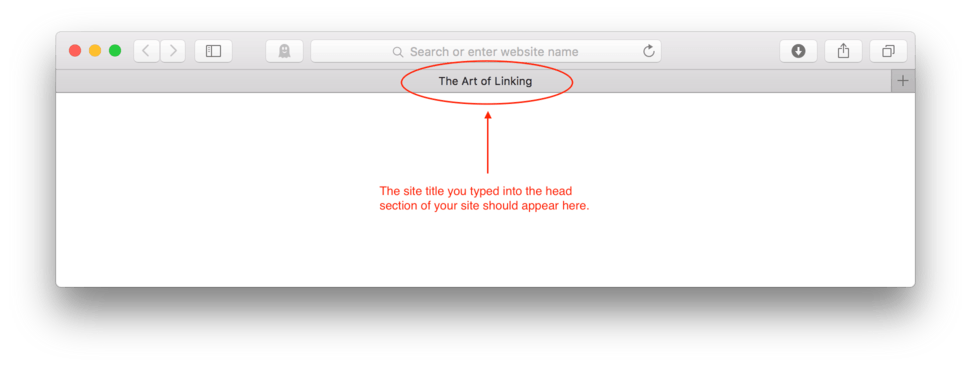 Search or enter website name
The Art of Linking
The site title you typed into the head
section of your site should appear here.